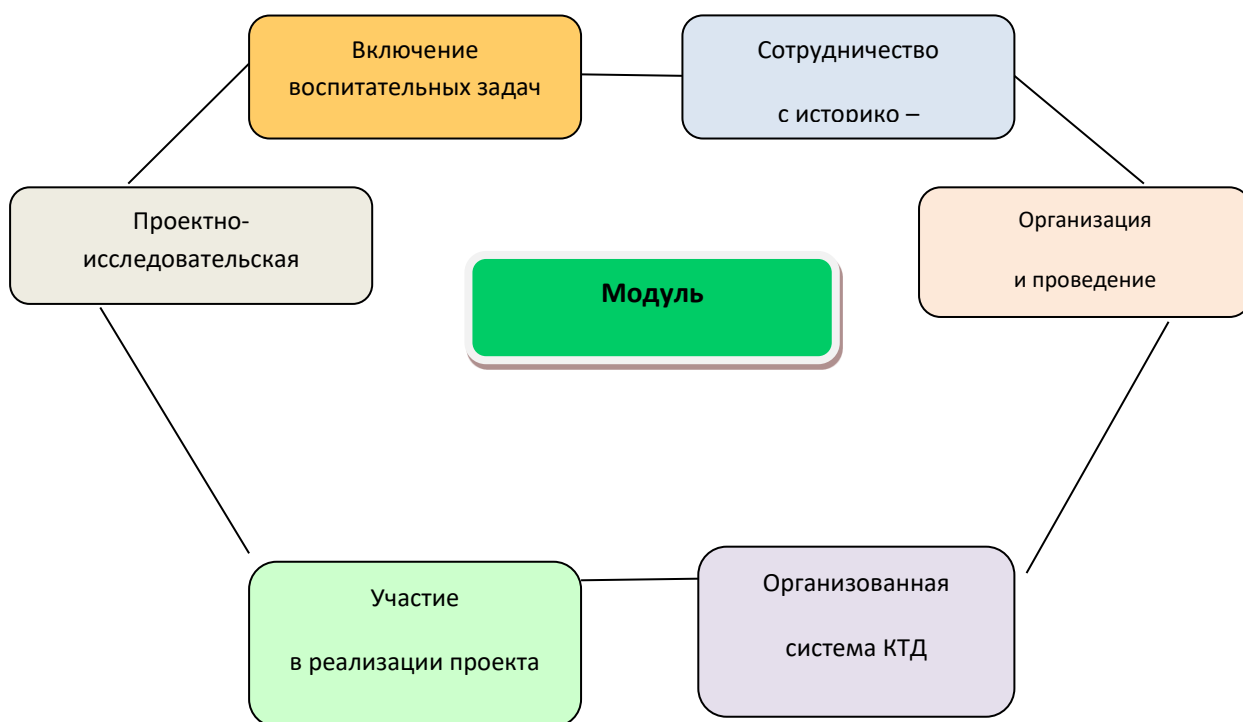 Включение
воспитательных задач
Сотрудничество
с историко –
Проектно-
исследовательская
Организация
и проведение
Модуль
Участие
в реализации проекта
Организованная
система КТД